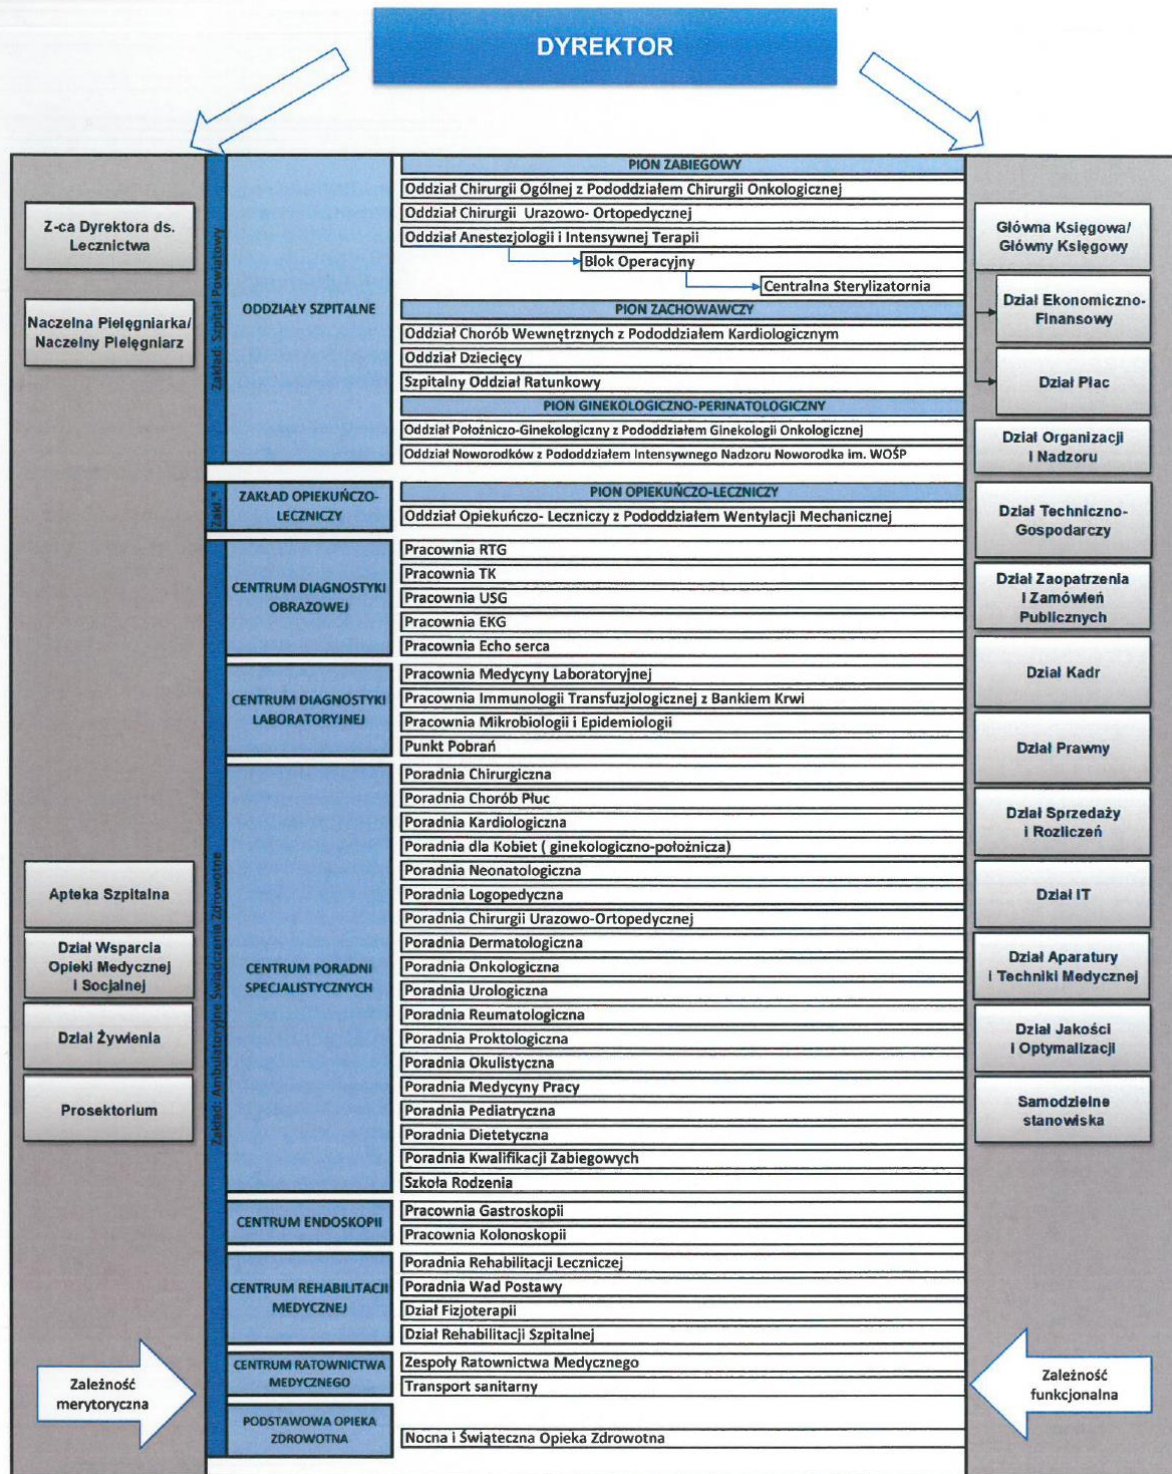 DYREKTOR
Z-ca Dyrektora ds.
Lecznictwa
Naczelna Pielęgniarka/
Naczelny Pielęgniarz
Apteka Szpitalna
Dział Wsparcia
Opieki Medycznej
i Socjalnej
Dział Żywienia
Prosektorium
Zależność
merytoryczna
Zakład: Szpital Powiatowy
ODDZIAŁY SZPITALNE
PION ZABIEGOWY
Oddział Chirurgii Ogólnej z Pododdziałem Chirurgii Onkologicznej
Oddział Chirurgii Urazowo- Ortopedycznej
Oddział Anestezjologii i Intensywnej Terapii
Blok Operacyjny
Centralna Sterylizatornia
PION ZACHOWAWCZY
Oddział Chorób Wewnętrznych z Pododdziałem Kardiologicznym
Oddział Dziecięcy
Szpitalny Oddział Ratunkowy
PION GINEKOLOGICZNO-PERINATOLOGICZNY
Oddział Położniczo-Ginekologiczny z Pododdziałem Ginekologii Onkologicznej
Oddział Noworodków z Pododdziałem Intensywnego Nadzoru Noworodka im. WOŚP
Zakł.*
ZAKŁAD OPIEKUŃCZO-
LECZNICZY
PION OPIEKUŃCZO-LECZNICZY
Oddział Opiekuńczo- Leczniczy z Pododdziałem Wentylacji Mechanicznej
Zakład: Ambulatoryjne Świadczenia Zdrowotne
CENTRUM DIAGNOSTYKI
OBRAZOWEJ
Pracownia RTG
Pracownia TK
Pracownia USG
Pracownia EKG
Pracownia Echo serca
CENTRUM DIAGNOSTYKI
LABORATORYJNEJ
Pracownia Medycyny Laboratoryjnej
Pracownia Immunologii Transfuzjologicznej z Bankiem Krwi
Pracownia Mikrobiologii i Epidemiologii
Punkt Pobrań
CENTRUM PORADNI
SPECJALISTYCZNYCH
Poradnia Chirurgiczna
Poradnia Chorób Płuc
Poradnia Kardiologiczna
Poradnia dla Kobiet ( ginekologiczno-położnicza)
Poradnia Neonatologiczna
Poradnia Logopedyczna
Poradnia Chirurgii Urazowo-Ortopedycznej
Poradnia Dermatologiczna
Poradnia Onkologiczna
Poradnia Urologiczna
Poradnia Reumatologiczna
Poradnia Proktologiczna
Poradnia Okulistyczna
Poradnia Medycyny Pracy
Poradnia Pediatryczna
Poradnia Dietetyczna
Poradnia Kwalifikacji Zabiegowych
Szkoła Rodzenia
CENTRUM ENDOSKOPII
Pracownia Gastroskopii
Pracownia Kolonoskopii
CENTRUM REHABILITACJI
MEDYCZNEJ
Poradnia Rehabilitacji Leczniczej
Poradnia Wad Postawy
Dział Fizjoterapii
Dział Rehabilitacji Szpitalnej
CENTRUM RATOWNICTWA
MEDYCZNEGO
Zespoły Ratownictwa Medycznego
Transport sanitarny
PODSTAWOWA OPIEKA
ZDROWOTNA
Nocna i Świąteczna Opieka Zdrowotna
Główna Księgowa/
Główny Księgowy
Dział Ekonomiczno-
Finansowy
Dział Płac
Dział Organizacji
i Nadzoru
Dział Techniczno-
Gospodarczy
Dział Zaopatrzenia
i Zamówień
Publicznych
Dział Kadr
Dział Prawny
Dział Sprzedaży
i Rozliczeń
Dział IT
Dział Aparatury
i Techniki Medycznej
Dział Jakości
i Optymalizacji
Samodzielne
stanowiska
Zależność
funkcjonalna